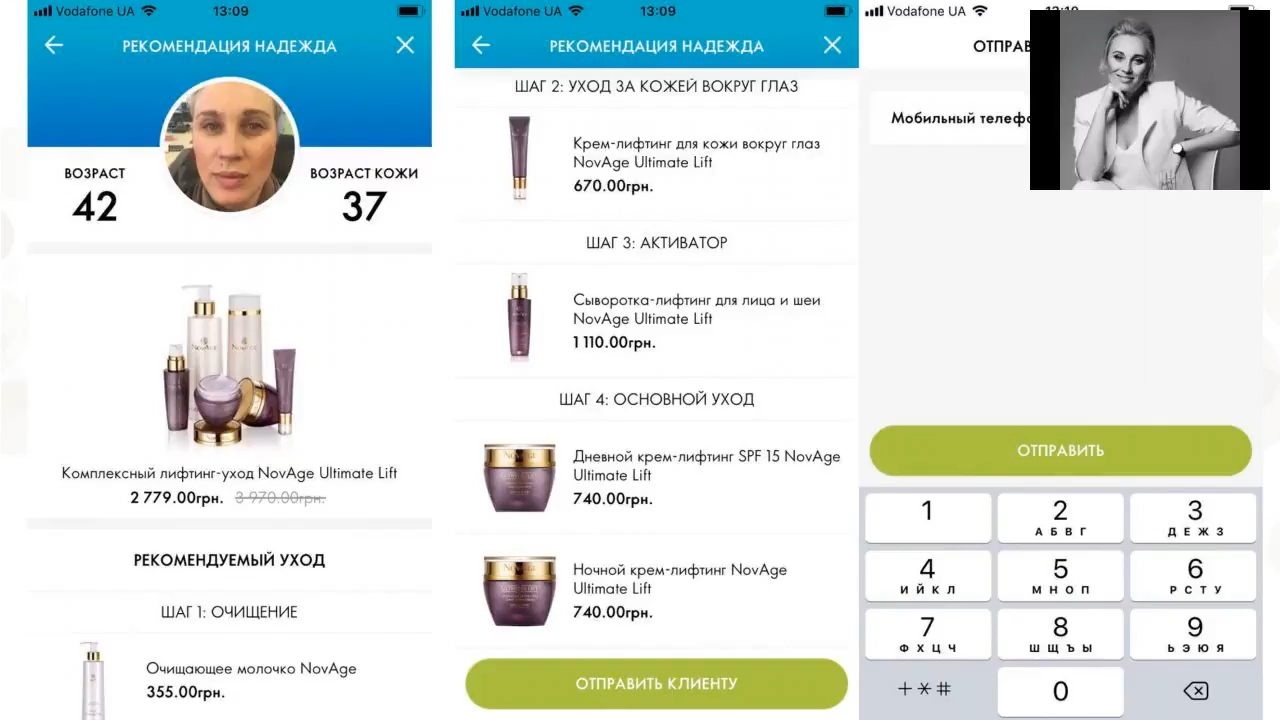 Vodafone UA 13:09
РЕКОМЕНДАЦИЯ НАДЕЖДА
ВОЗРАСТ
42
ВОЗРАСТ КОЖИ
37
NovAge
Комплексный лифтинг-уход NovAge Ultimate Lift
2 779.00грн. 3 970.00грн.
РЕКОМЕНДУЕМЫЙ УХОД
ШАГ 1: ОЧИЩЕНИЕ
Очищающее молочко NovAge
355.00грн.
Vodafone UA 13:09
РЕКОМЕНДАЦИЯ НАДЕЖДА
ШАГ 2: УХОД ЗА КОЖЕЙ ВОКРУГ ГЛАЗ
Крем-лифтинг для кожи вокруг глаз
NovAge Ultimate Lift
670.00грн.
ШАГ 3: АКТИВАТОР
Сыворотка-лифтинг для лица и шеи
NovAge Ultimate Lift
1 110.00грн.
ШАГ 4: ОСНОВНОЙ УХОД
Дневной крем-лифтинг SPF 15 NovAge
Ultimate Lift
740.00грн.
Ночной крем-лифтинг NovAge
Ultimate Lift
740.00грн.
ОТПРАВИТЬ КЛИЕНТУ
Vodafone UA
ОТПРАВ
Мобильный телефо
ОТПРАВИТЬ
1
2
АБВГ
3
ДЕЖЗ
4
ИЙКЛ
5
МНОП
6
РСТУ
7
ФХЦЧ
8
ШЩЪЫ
9
ЬЭЮЯ
+*#
0